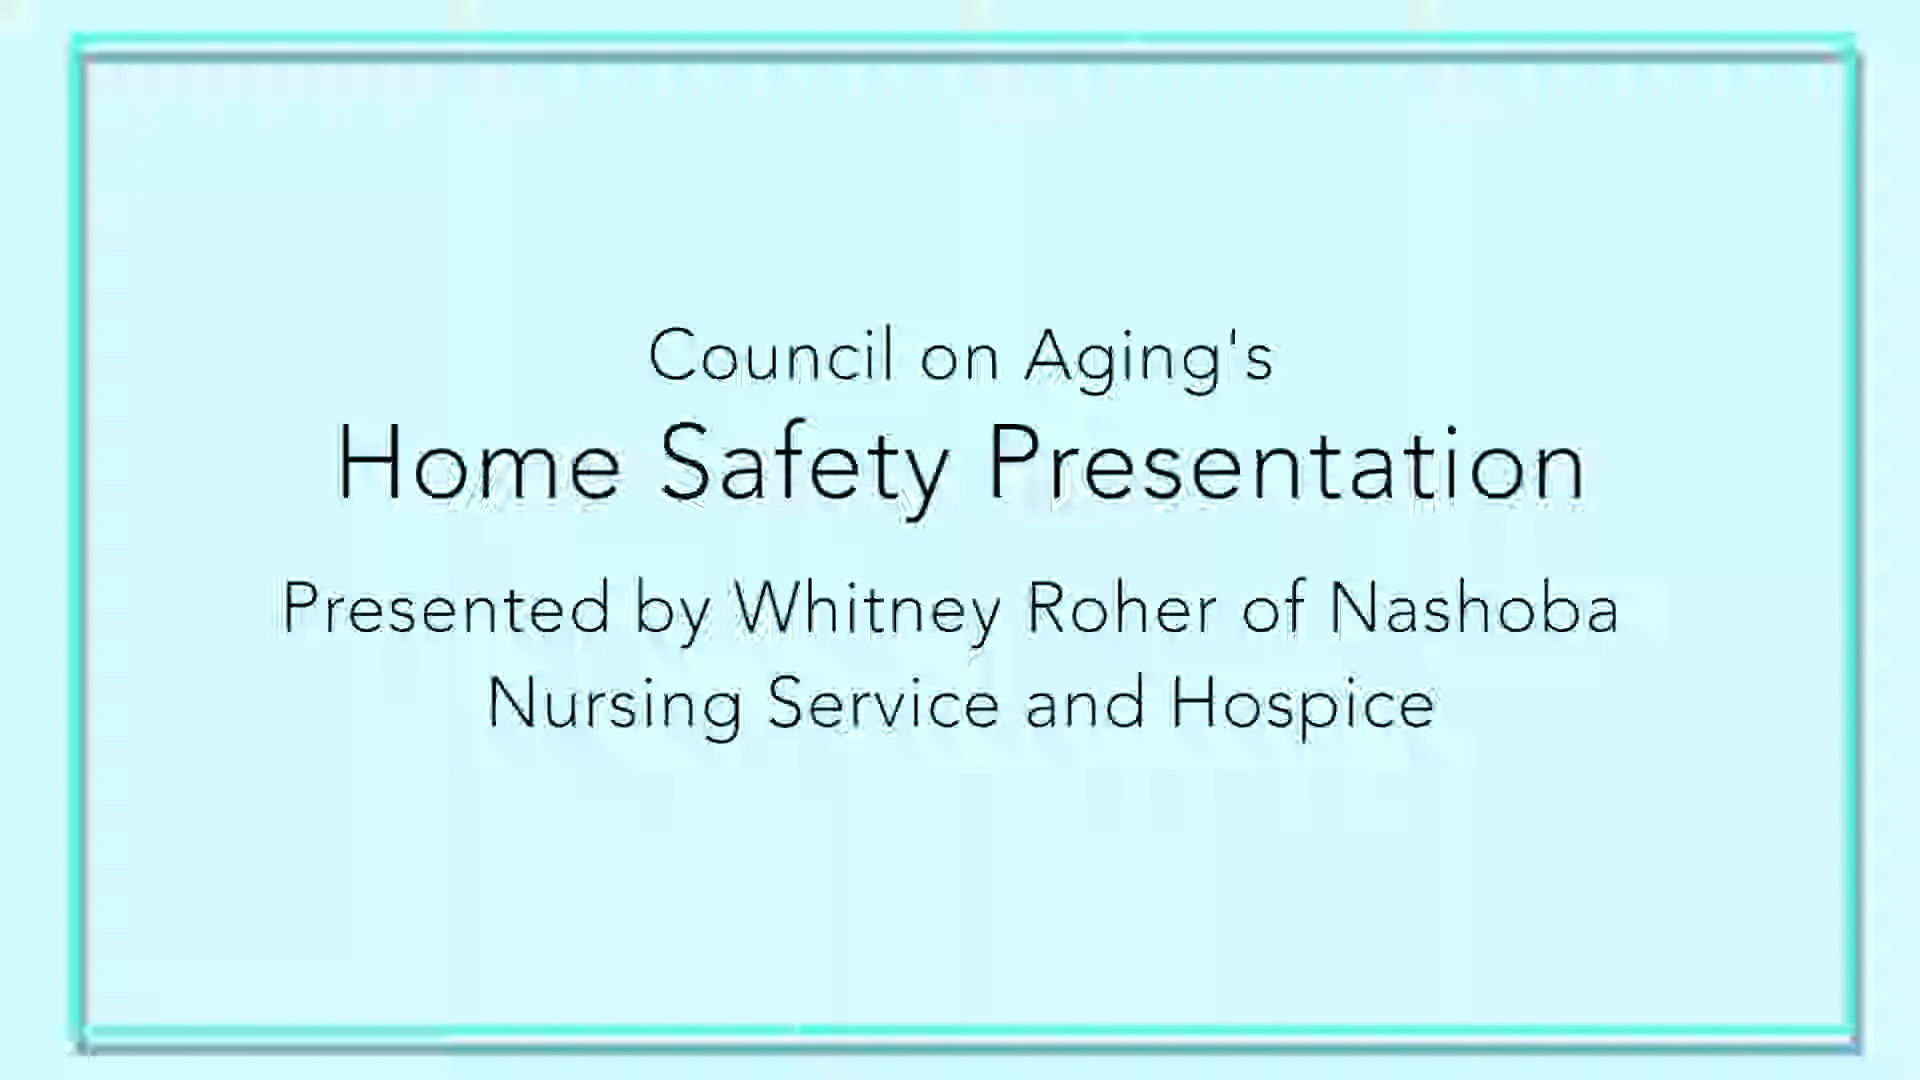 Council on Aging's
Home Safety Presentation
Presented by Whitney Roher of Nashoba
Nursing Service and Hospice